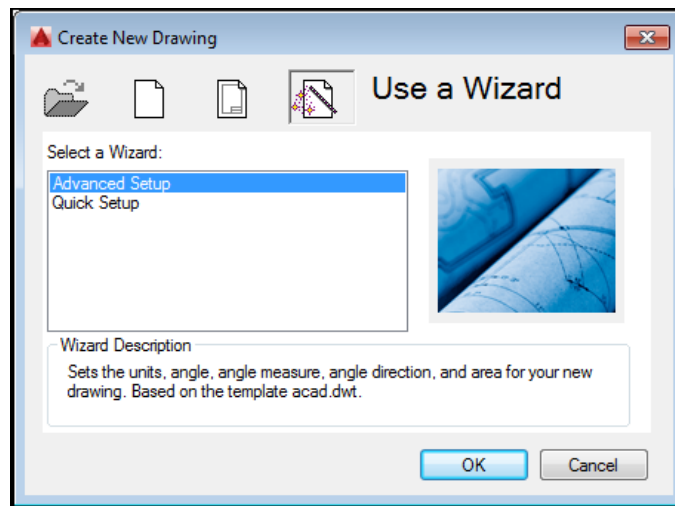 Create New Drawing
Use a Wizard
Select a Wizard:
Advanced Setup
Quick Setup
Wizard Description
Sets the units, angle, angle measure, angle direction, and area for your new
drawing. Based on the template acad.dwt.
OK
Cancel